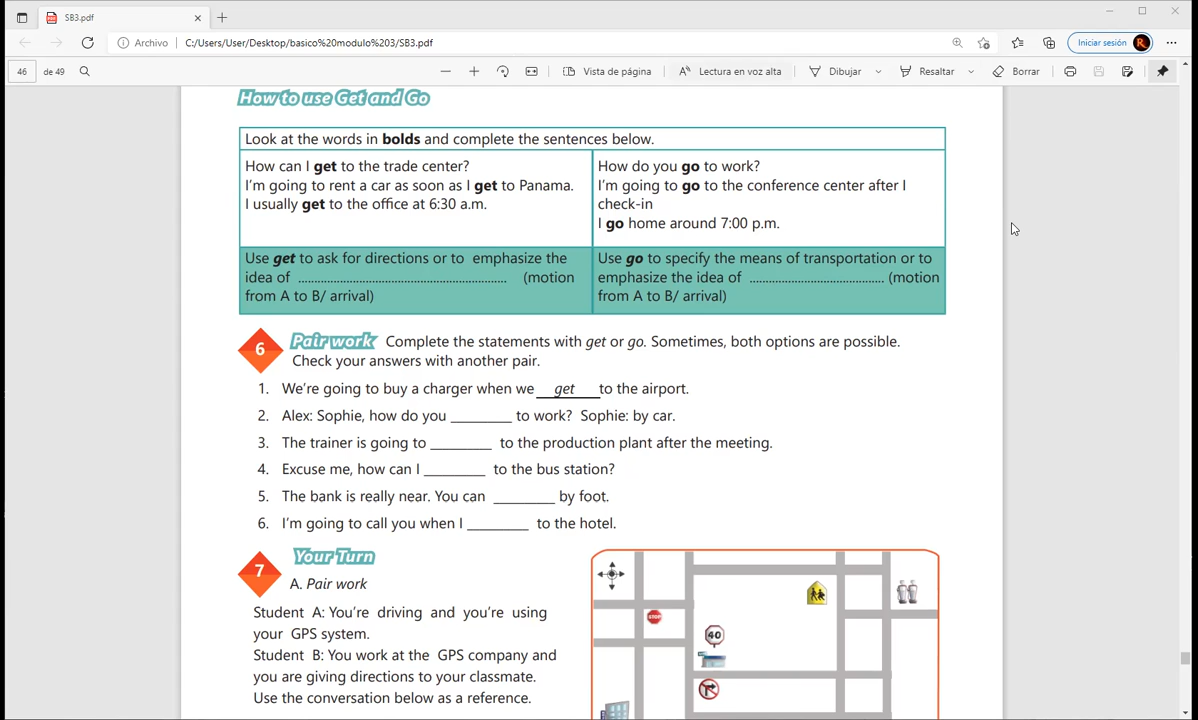 SB3.pdf
Archivo C:/Users/User/Desktop/basico%20modulo%203/SB3.pdf Iniciar sesión
46 de 49 Vista de página Lectura en voz alta Dibujar Resaltar Borrar
How to use Get and Go
Look at the words in bolds and complete the sentences below.
How can I get to the trade center?
I'm going to rent a car as soon as I get to Panama.
I usually get to the office at 6:30 a.m.
How do you go to work?
I'm going to go to the conference center after I
check-in
I go home around 7:00 p.m.
Use get to ask for directions or to emphasize the
idea of ........................................................ (motion
from A to B/ arrival)
Use go to specify the means of transportation or to
emphasize the idea of .................................... (motion
from A to B/ arrival)
6 Pair work Complete the statements with get or go. Sometimes, both options are possible.
Check your answers with another pair.
1. We're going to buy a charger when we __get__ to the airport.
2. Alex: Sophie, how do you ________ to work? Sophie: by car.
3. The trainer is going to ________ to the production plant after the meeting.
4. Excuse me, how can I ________ to the bus station?
5. The bank is really near. You can ________ by foot.
6. I'm going to call you when I ________ to the hotel.
7 Your Turn
A. Pair work
Student A: You're driving and you're using
your GPS system.
Student B: You work at the GPS company and
you are giving directions to your classmate.
Use the conversation below as a reference.
STOP
40